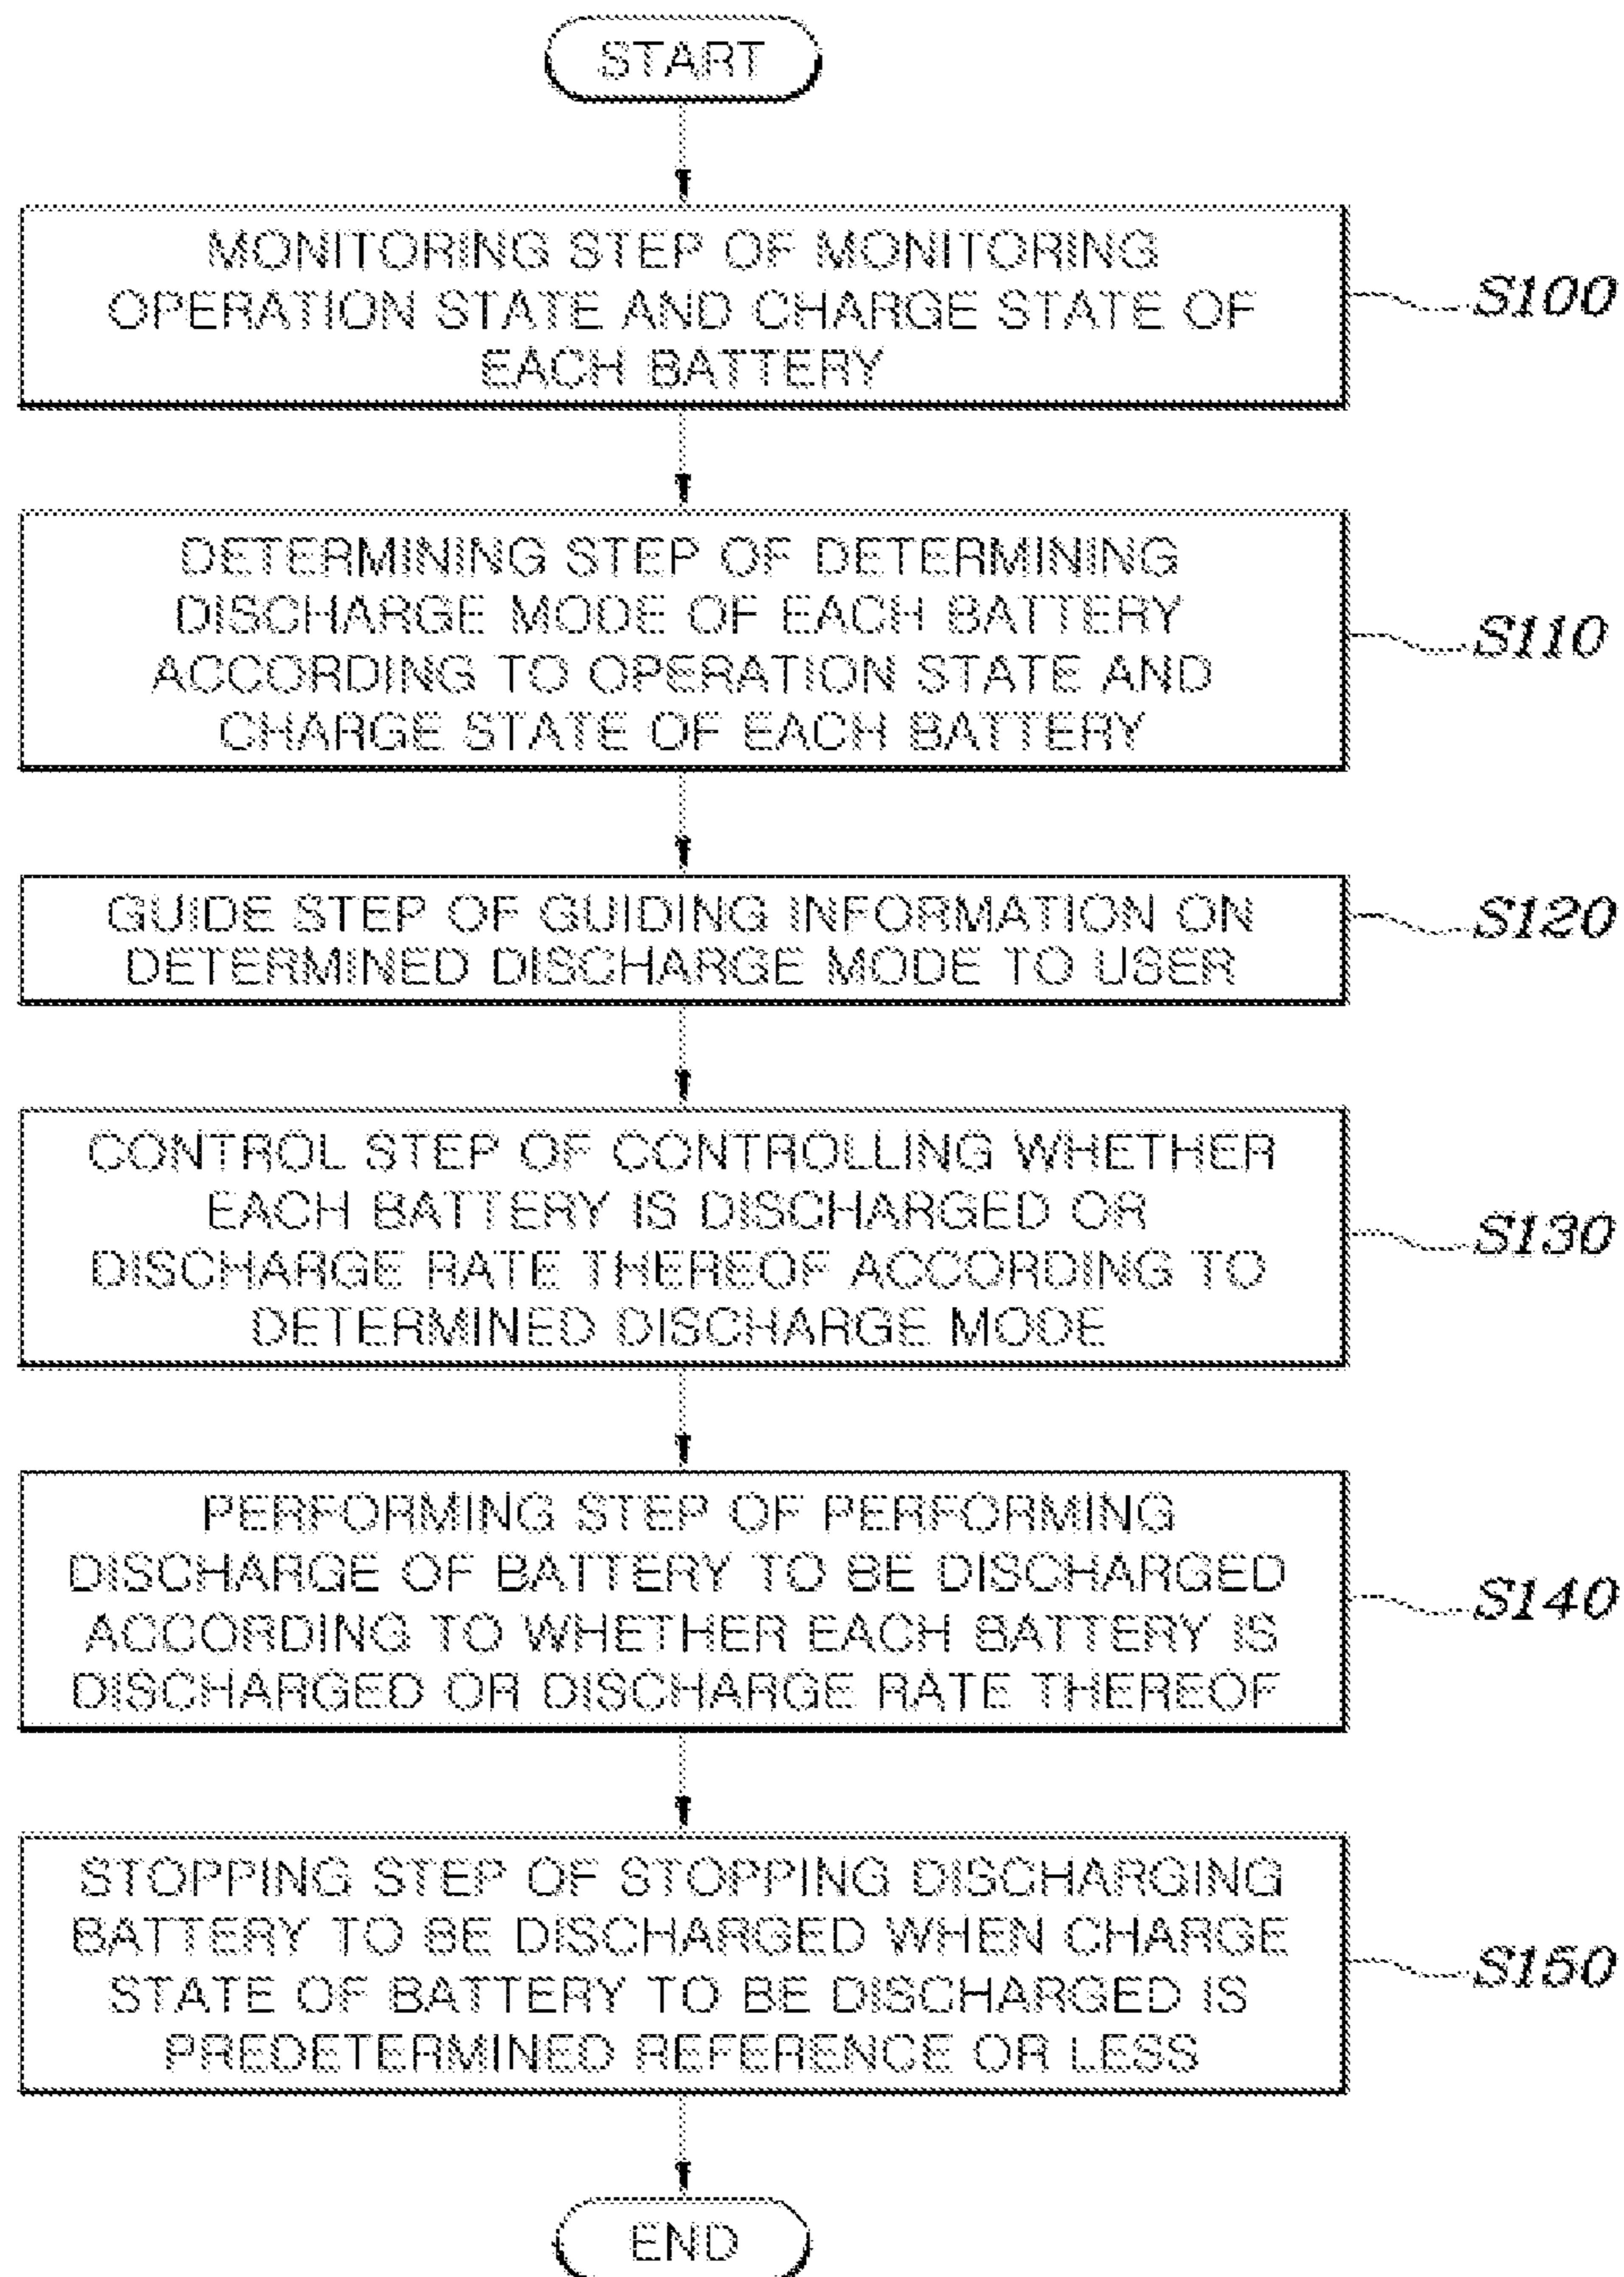 START
MONITORING STEP OF MONITORING
OPERATION STATE AND CHARGE STATE OF
EACH BATTERY
S100
DETERMINING STEP OF DETERMINING
DISCHARGE MODE OF EACH BATTERY
ACCORDING TO OPERATION STATE AND
CHARGE STATE OF EACH BATTERY
S110
GUIDE STEP OF GUIDING INFORMATION ON
DETERMINED DISCHARGE MODE TO USER
S120
CONTROL STEP OF CONTROLLING WHETHER
EACH BATTERY IS DISCHARGED OR
DISCHARGE RATE THEREOF ACCORDING TO
DETERMINED DISCHARGE MODE
S130
PERFORMING STEP OF PERFORMING
DISCHARGE OF BATTERY TO BE DISCHARGED
ACCORDING TO WHETHER EACH BATTERY IS
DISCHARGED OR DISCHARGE RATE THEREOF
S140
STOPPING STEP OF STOPPING DISCHARGING
BATTERY TO BE DISCHARGED WHEN CHARGE
STATE OF BATTERY TO BE DISCHARGED IS
PREDETERMINED REFERENCE OR LESS
S150
END